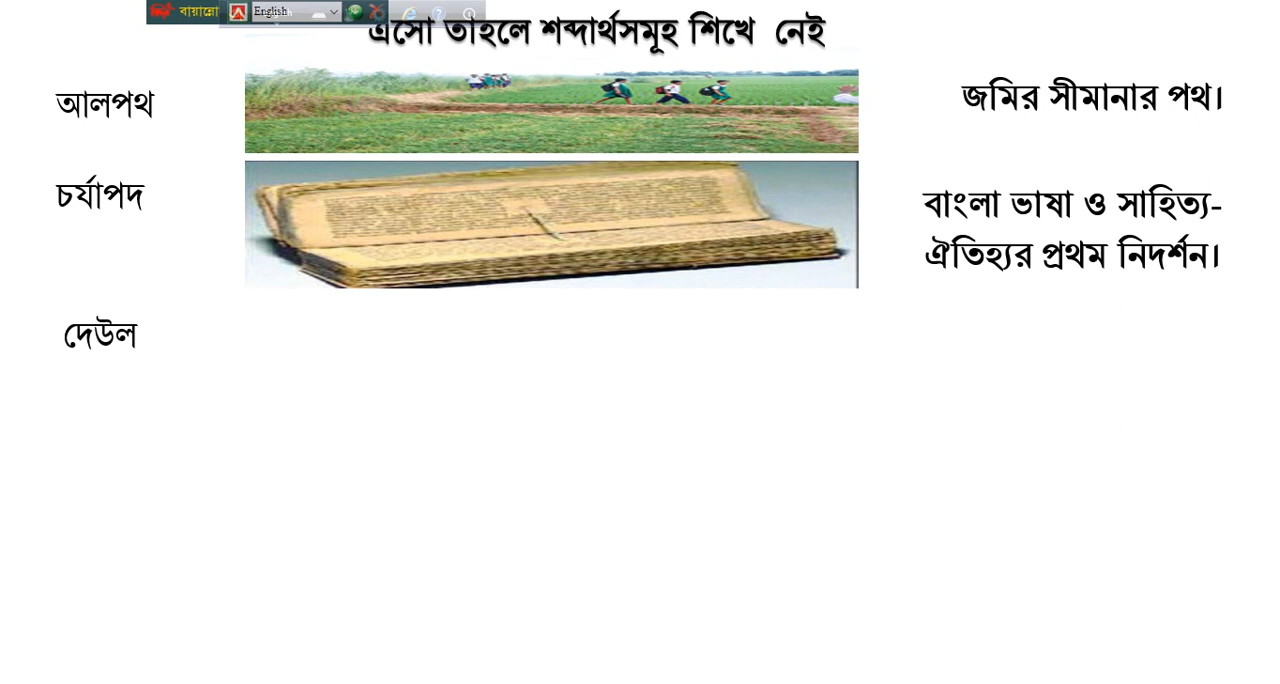 বায়ান্নো English
এসো তাহলে শব্দার্থসমূহ শিখে নেই
আলপথ জমির সীমানার পথ।
চর্যাপদ বাংলা ভাষা ও সাহিত্য-
ঐতিহ্যর প্রথম নিদর্শন।
দেউল